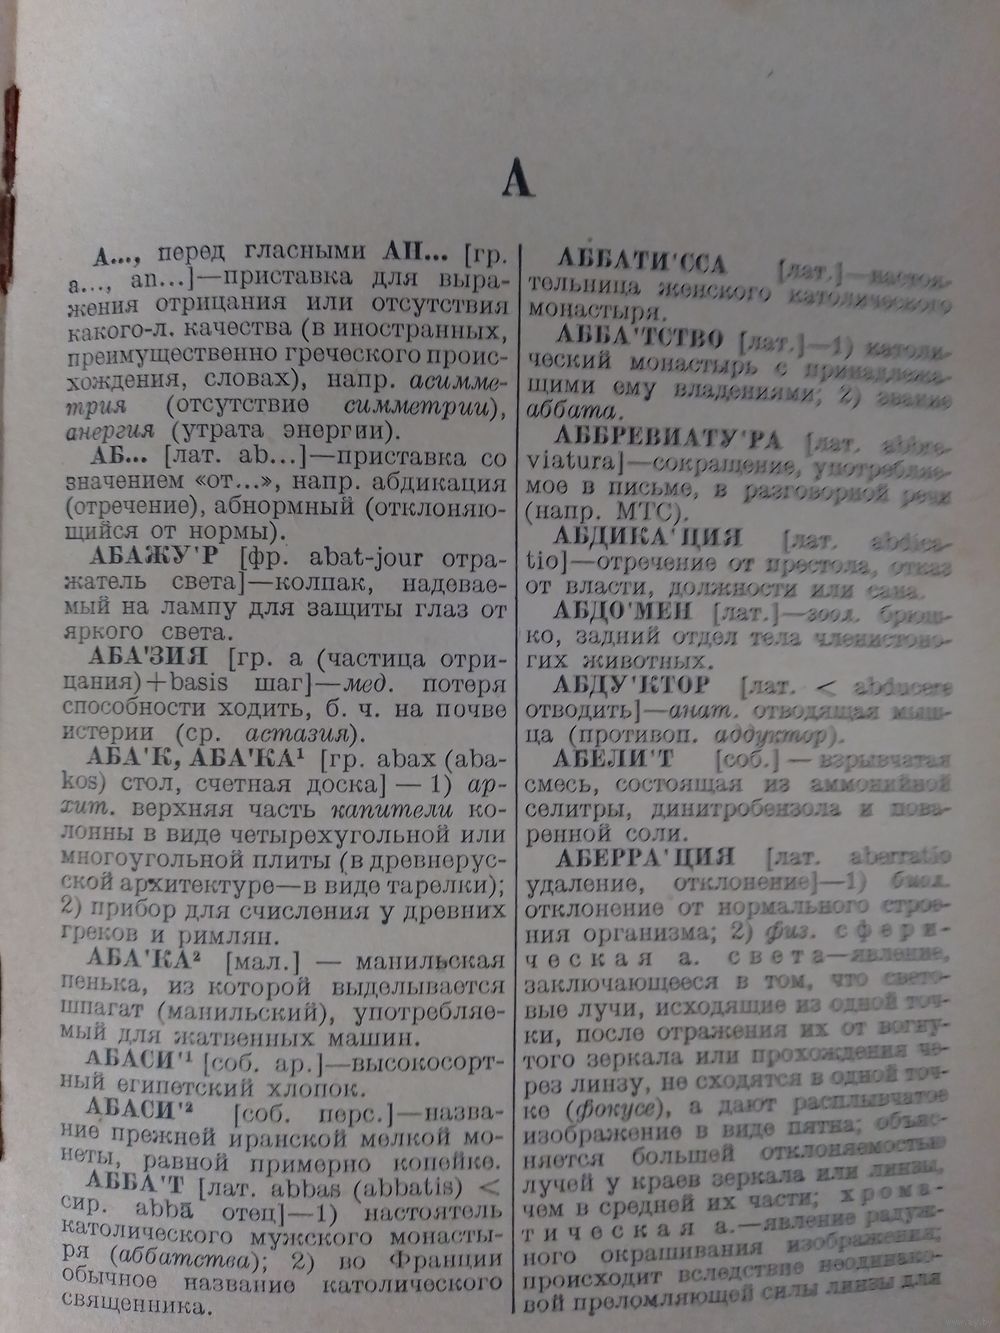 А
А..., перед гласными АН... [гр.
a..., an...]—приставка для выра-
жения отрицания или отсутствия
какого-л. качества (в иностранных,
преимущественно греческого проис-
хождения, словах), напр. асимме-
трия (отсутствие симметрии),
анергия (утрата энергии).
АБ... [лат. ab...]—приставка со
значением «от...», напр. абдикация
(отречение), абнормный (отклоняю-
щийся от нормы).
АБАЖУ'Р [фр. abat-jour отра-
жатель света]—колпак, надевае-
мый на лампу для защиты глаз от
яркого света.
АБА'ЗИЯ [гр. a (частица отри-
цания)+basis шаг]—мед. потеря
способности ходить, б. ч. на почве
истерии (ср. астазия).
АБА'К, АБА'КА¹ [гр. abax (aba-
kos) стол, счетная доска] — 1) ар-
хит. верхняя часть капители ко-
лонны в виде четырехугольной или
многоугольной плиты (в древнерус-
ской архитектуре—в виде тарелки);
2) прибор для счисления у древних
греков и римлян.
АБА'КА² [мал.] — манильская
пенька, из которой выделывается
шпагат (манильский), употребляе-
мый для жатвенных машин.
АБАСИ'¹ [соб. ар.]—высокосорт-
ный египетский хлопок.
АБАСИ'² [соб. перс.]—назва-
ние прежней иранской мелкой мо-
неты, равной примерно копейке.
АББА'Т [лат. abbas (abbatis) <
сир. abbā отец]—1) настоятель
католического мужского монасты-
ря (аббатства); 2) во Франции
обычное название католического
священника.
АББАТИ'ССА [лат.]—настоя-
тельница женского католического
монастыря.
АББА'ТСТВО [лат.]—1) католи-
ческий монастырь с принадлежа-
щими ему владениями; 2) звание
аббата.
АББРЕВИАТУ'РА [лат. abbre-
viatura]—сокращение, употребляе-
мое в письме, в разговорной речи
(напр. МТС).
АБДИКА'ЦИЯ [лат. abdica-
tio]—отречение от престола, отказ
от власти, должности или сана.
АБДО'МЕН [лат.]—зоол. брюш-
ко, задний отдел тела членистоно-
гих животных.
АБДУ'КТОР [лат. < abducere
отводить]—анат. отводящая мыш-
ца (противоп. аддуктор).
АБЕЛИ'Т [соб.] — взрывчатая
смесь, состоящая из аммонийной
селитры, динитробензола и пова-
ренной соли.
АБЕРРА'ЦИЯ [лат. aberratio
удаление, отклонение]—1) биол.
отклонение от нормального строе-
ния организма; 2) физ. сфери-
ческая а. света—явление,
заключающееся в том, что свето-
вые лучи, исходящие из одной точ-
ки, после отражения их от вогну-
того зеркала или прохождения че-
рез линзу, не сходятся в одной точ-
ке (фокусе), а дают расплывчатое
изображение в виде пятна; объяс-
няется большей отклоняемостью
лучей у краев зеркала или линзы,
чем в средней их части; хрома-
тическая а.—явление радуж-
ного окрашивания изображения;
происходит вследствие неодинако-
вой преломляющей силы линзы для